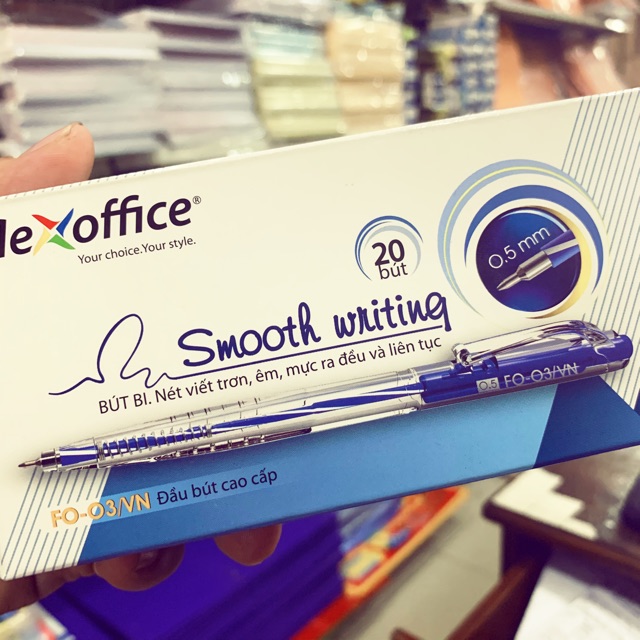 lexoffice®
Your choice.Your style.
20
bút
0.5 mm
Smooth writing
BÚT BI. Nét viết trơn, êm, mực ra đều và liên tục
0.5 FO-03/VN
FO-03/VN Đầu bút cao cấp